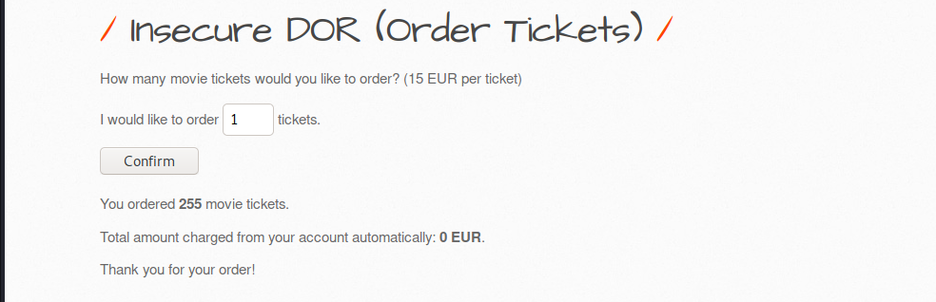 / Insecure DOR (Order Tickets) /
How many movie tickets would you like to order? (15 EUR per ticket)
I would like to order 1 tickets.
Confirm
You ordered 255 movie tickets.
Total amount charged from your account automatically: 0 EUR.
Thank you for your order!